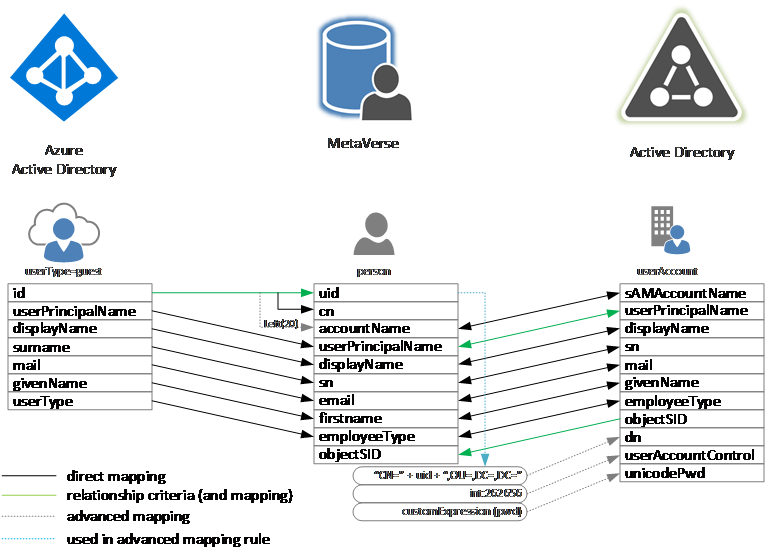 Azure
Active Directory
MetaVerse
Active Directory
userType=guest
person
userAccount
id
userPrincipalName
displayName
surname
mail
givenName
userType
Left[20]
uid
cn
accountName
userPrincipalName
displayName
sn
email
firstname
employeeType
objectSID
sAMAccountName
userPrincipalName
displayName
sn
mail
givenName
employeeType
objectSID
dn
userAccountControl
unicodePwd
"CN=" + uid + ",OU=,DC=,DC="
int:262656
customExpression (pwd)
direct mapping
relationship criteria (and mapping)
advanced mapping
used in advanced mapping rule